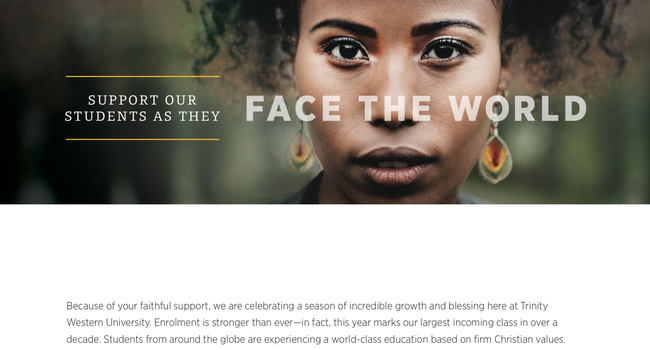 SUPPORT OUR
STUDENTS AS THEY
FACE THE WORLD
Because of your faithful support, we are celebrating a season of incredible growth and blessing here at Trinity
Western University. Enrolment is stronger than ever—in fact, this year marks our largest incoming class in over a
decade. Students from around the globe are experiencing a world-class education based on firm Christian values.